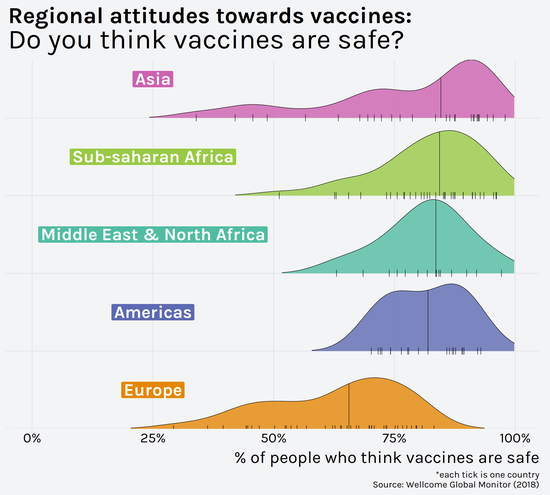 Regional attitudes towards vaccines:
Do you think vaccines are safe?
Asia
Sub-saharan Africa
Middle East & North Africa
Americas
Europe
0% 25% 50% 75% 100%
% of people who think vaccines are safe
*each tick is one country
Source: Wellcome Global Monitor (2018)